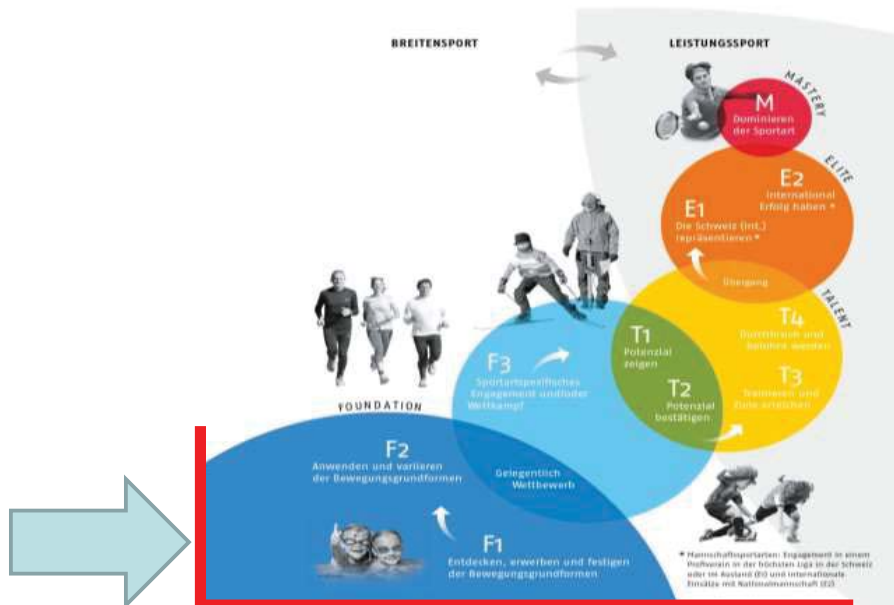 BREITENSPORT
LEISTUNGSSPORT
MASTERY
M
Dominieren
der Sportart
ELITE
E2
International
Erfolg haben *
E1
Die Schweiz (int.)
repräsentieren *
Übergang
TALENT
T4
Durchbruch und
belohnt werden
T3
Trainieren und
Ziele erreichen
T1
Potenzial
zeigen
T2
Potenzial
bestätigen
F3
Sportartspezifisches
Engagement und/oder
Wettkampf
FOUNDATION
F2
Anwenden und variieren
der Bewegungsgrundformen
Gelegentlich
Wettbewerb
F1
Entdecken, erwerben und festigen
der Bewegungsgrundformen
* Mannschaftssportarten: Engagement in einem
Profiverein in der höchsten Liga in der Schweiz
oder im Ausland (E1) und internationale
Einsätze mit Nationalmannschaft (E2).